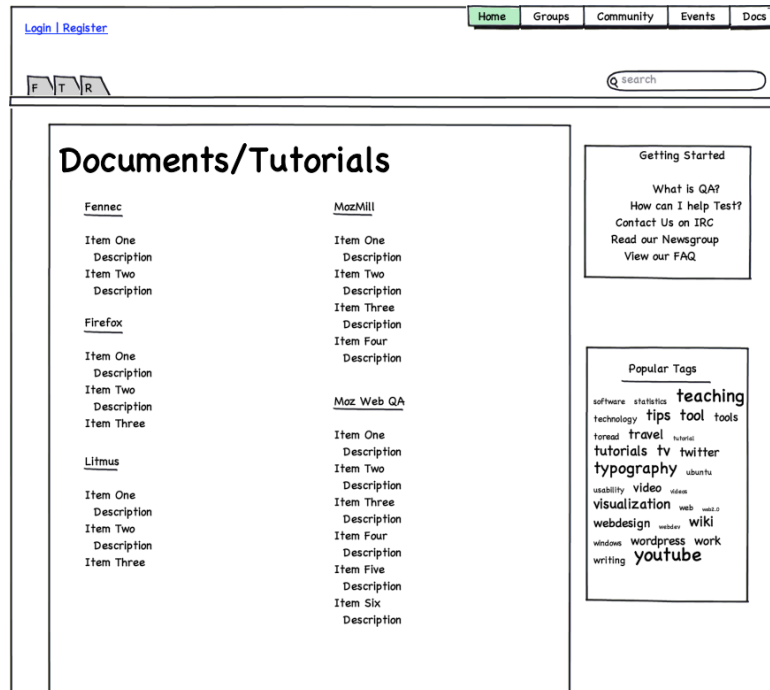 Home Groups Community Events Docs
Login | Register
F T R
search
Documents/Tutorials
Fennec
Item One
Description
Item Two
Description
Firefox
Item One
Description
Item Two
Description
Item Three
Litmus
Item One
Description
Item Two
Description
Item Three
MozMill
Item One
Description
Item Two
Description
Item Three
Description
Item Four
Description
Moz Web QA
Item One
Description
Item Two
Description
Item Three
Description
Item Four
Description
Item Five
Description
Item Six
Description
Getting Started
What is QA?
How can I help Test?
Contact Us on IRC
Read our Newsgroup
View our FAQ
Popular Tags
software statistics teaching
technology tips tool tools
toread travel tutorial
tutorials tv twitter
typography ubuntu
usability video videos
visualization web web2.0
webdesign webdev wiki
windows wordpress work
writing youtube